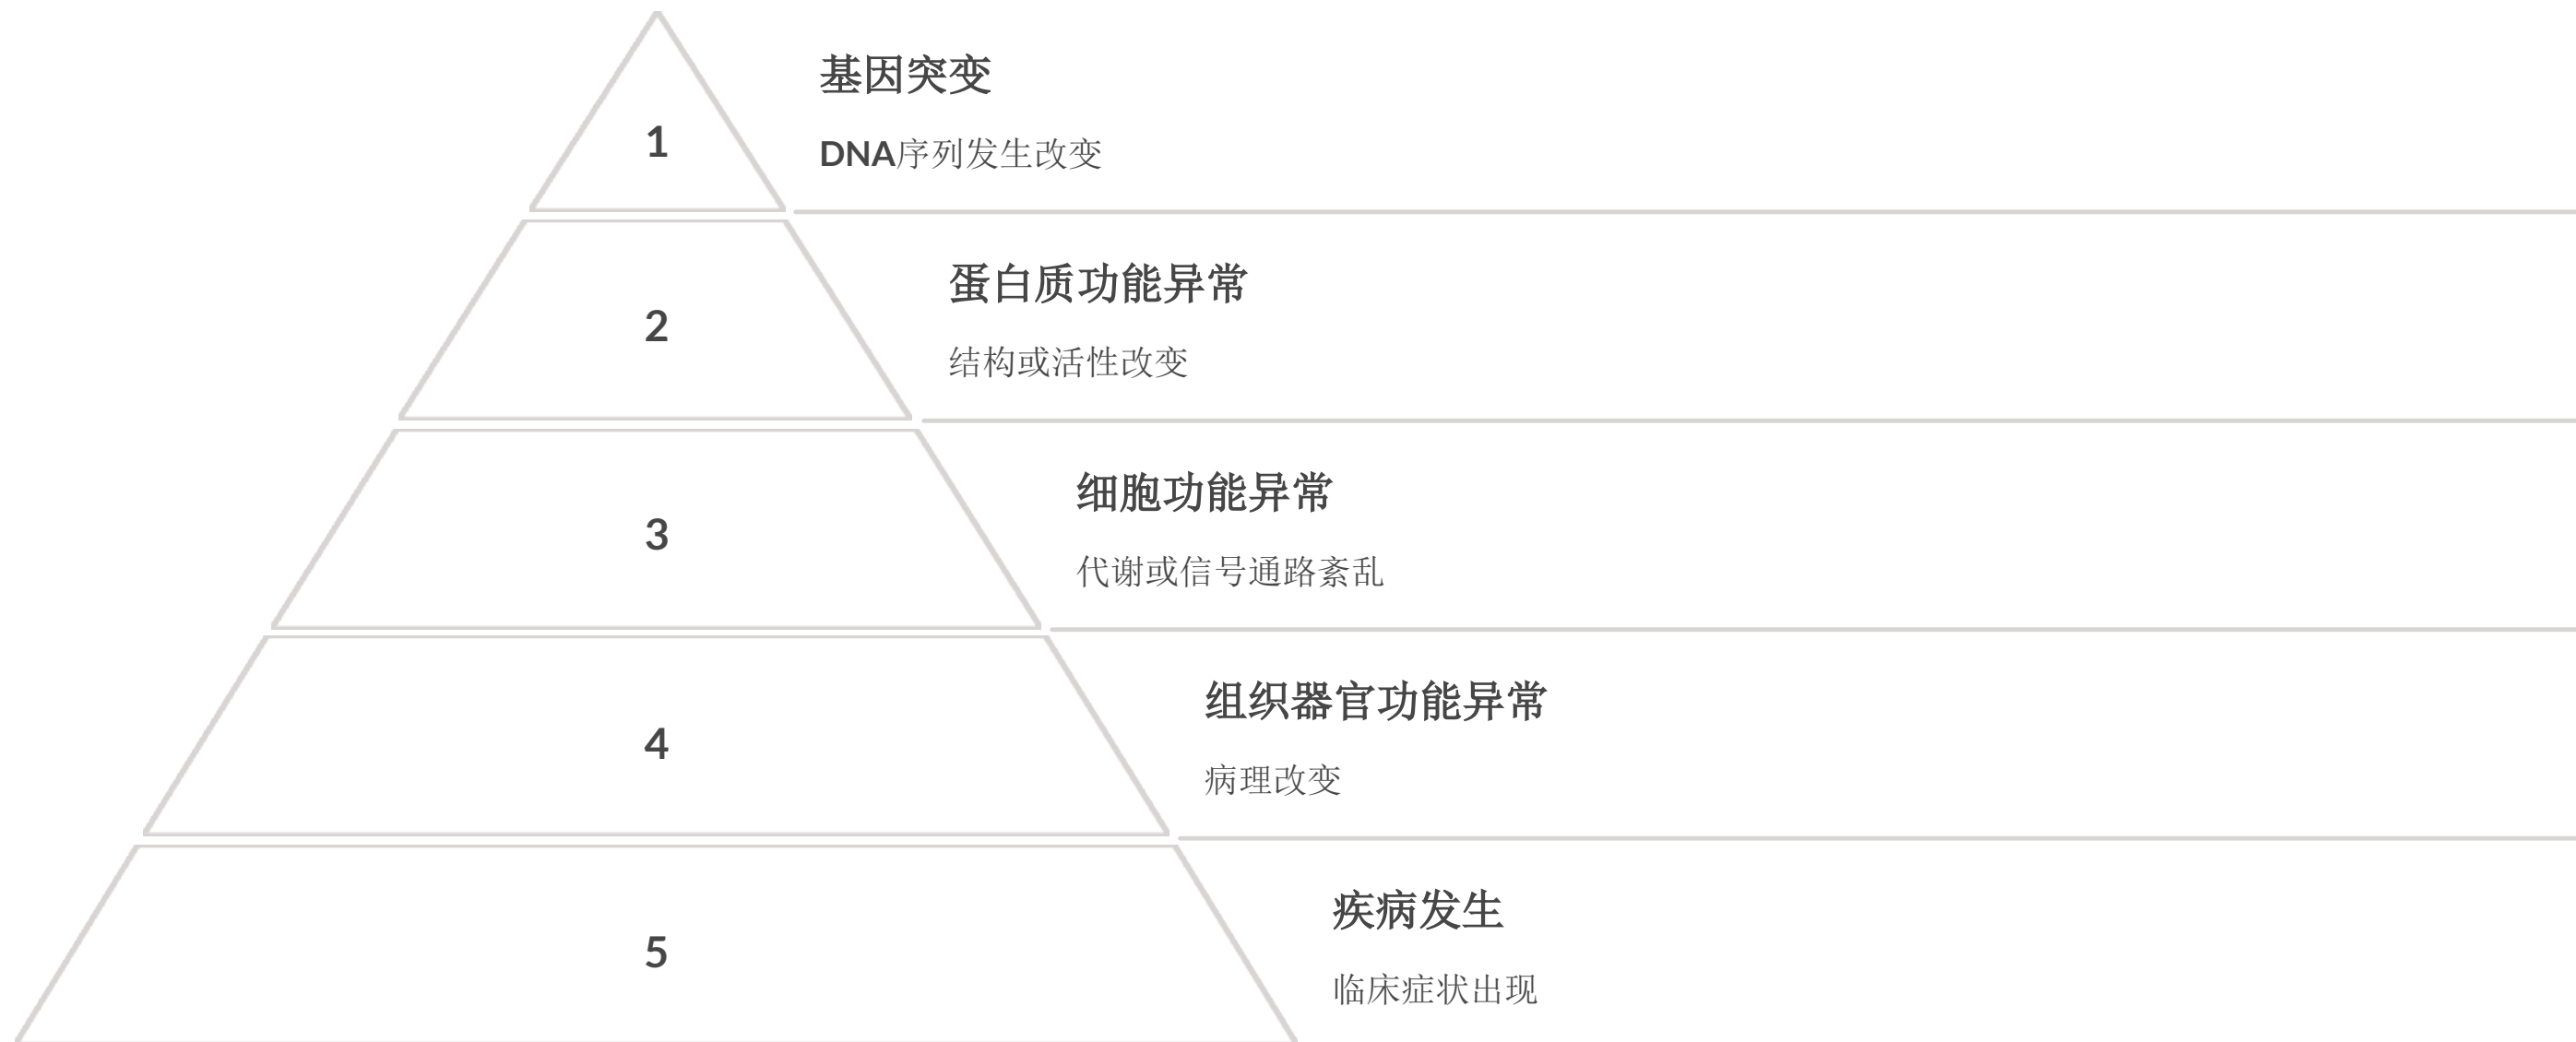 基因突变
1
DNA序列发生改变
蛋白质功能异常
2
结构或活性改变
细胞功能异常
3
代谢或信号通路紊乱
组织器官功能异常
4
病理改变
疾病发生
5
临床症状出现